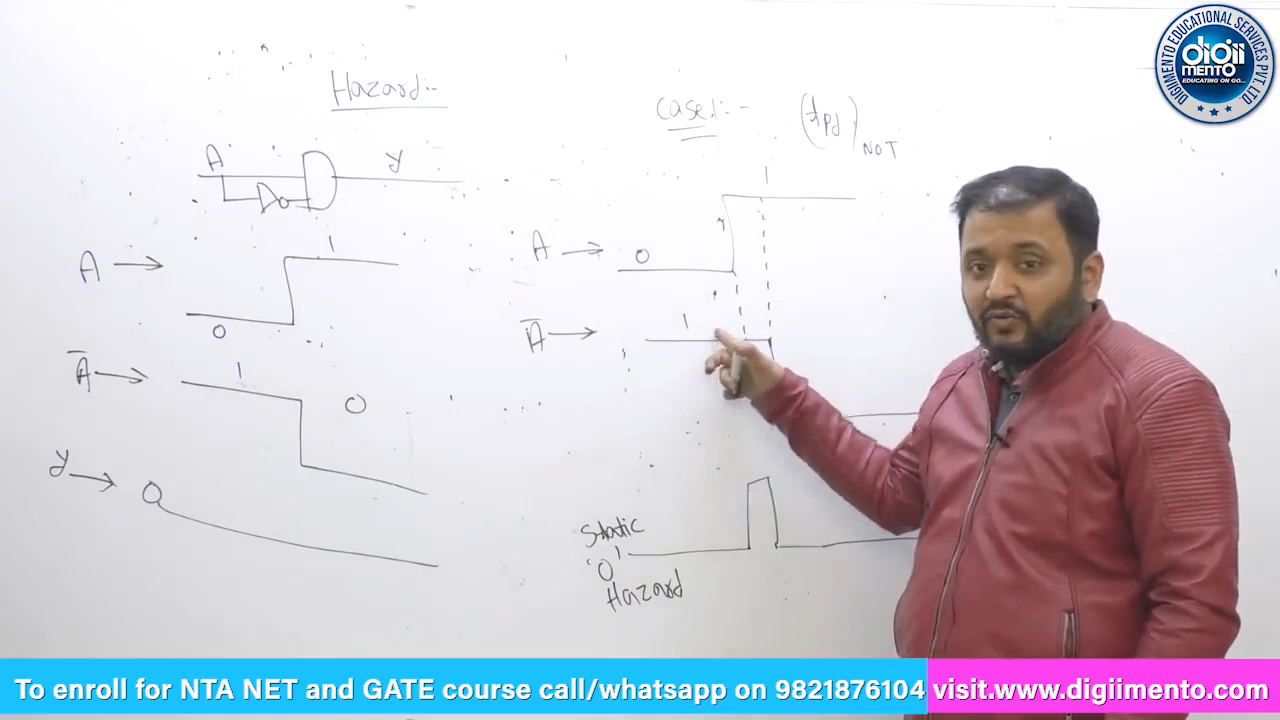 Hazard:-
A
y
A → 0 1
A̅ → 1 0
y → 0
Case 1:-
(tpd)NOT
A → 0 1
A̅ → 1
Static
'0'
Hazard
DIGIIMENTO EDUCATIONAL SERVICES PVT. LTD
digii
mento
EDUCATING ON GO...
To enroll for NTA NET and GATE course call/whatsapp on 9821876104 visit.www.digiimento.com